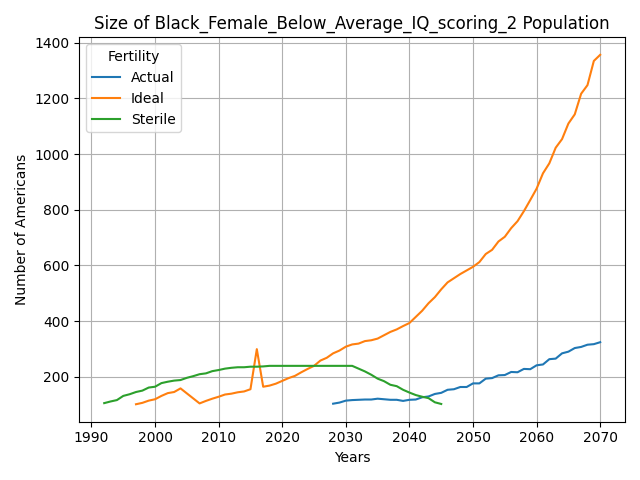 Size of Black_Female_Below_Average_IQ_scoring_2 Population
Fertility
Actual
Ideal
Sterile
Number of Americans
1400
1200
1000
800
600
400
200
1990 2000 2010 2020 2030 2040 2050 2060 2070
Years